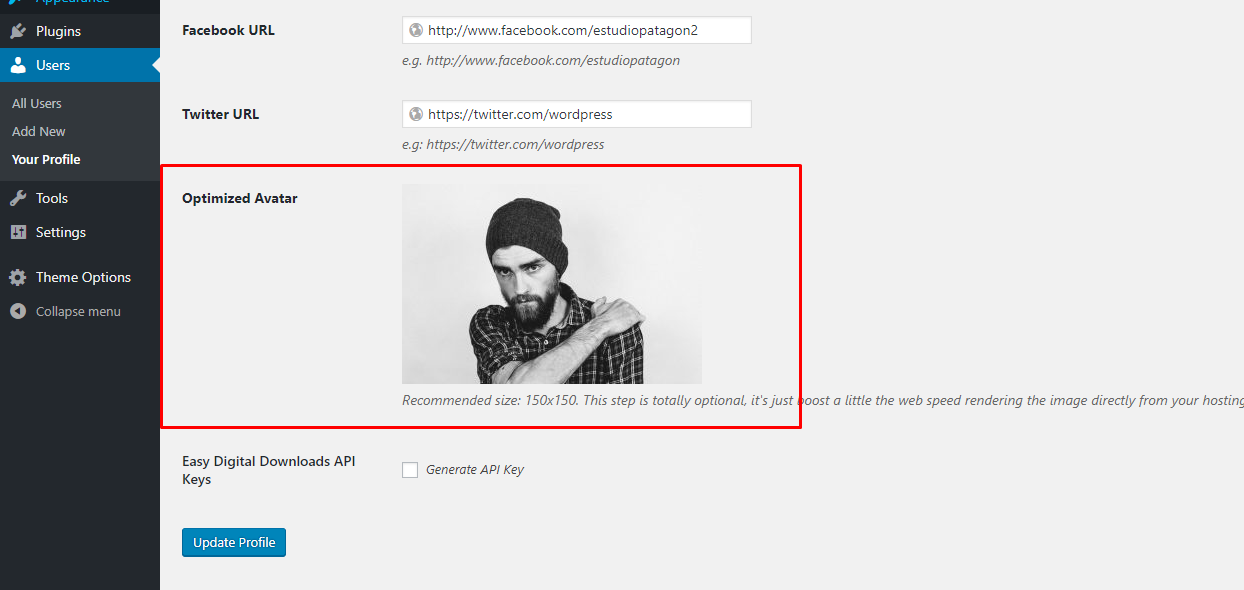 Appearance
Plugins
Users
All Users
Add New
Your Profile
Tools
Settings
Theme Options
Collapse menu
Facebook URL
http://www.facebook.com/estudiopatagon2
e.g. http://www.facebook.com/estudiopatagon
Twitter URL
https://twitter.com/wordpress
e.g: https://twitter.com/wordpress
Optimized Avatar
Recommended size: 150x150. This step is totally optional, it's just boost a little the web speed rendering the image directly from your hosting
Easy Digital Downloads API
Keys
Generate API Key
Update Profile